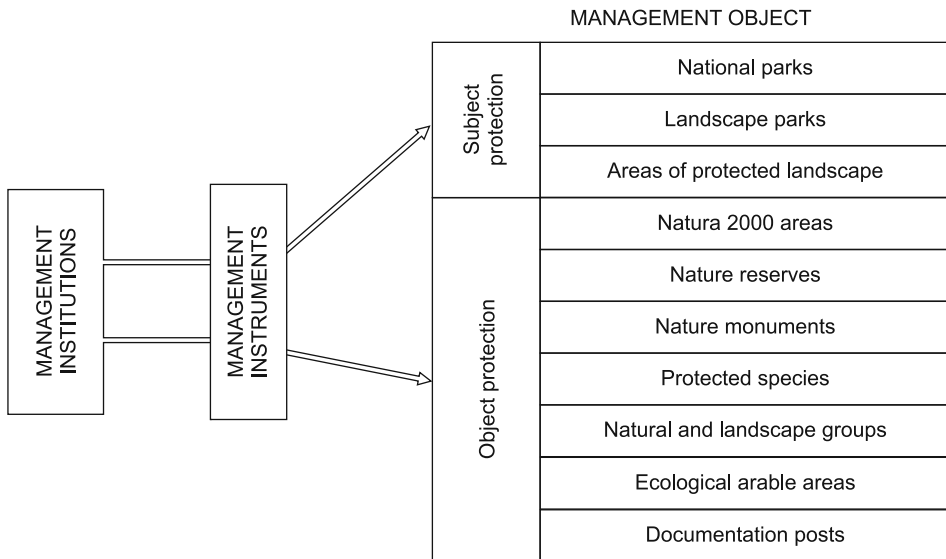 MANAGEMENT OBJECT
MANAGEMENT
INSTITUTIONS
MANAGEMENT
INSTRUMENTS
Subject
protection
National parks
Landscape parks
Areas of protected landscape
Object protection
Natura 2000 areas
Nature reserves
Nature monuments
Protected species
Natural and landscape groups
Ecological arable areas
Documentation posts